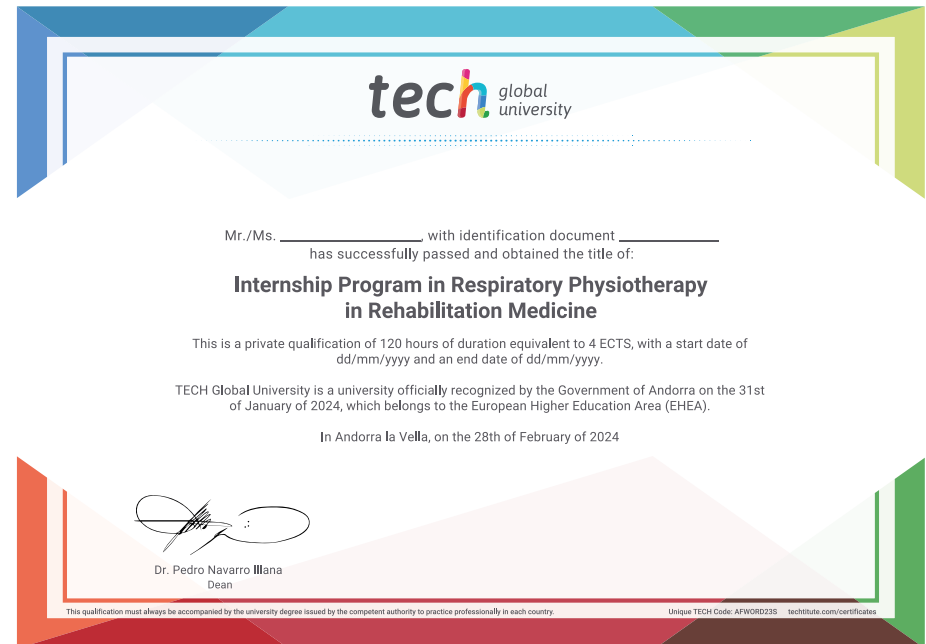 tech global
university
Mr./Ms. ____________, with identification document ____________
has successfully passed and obtained the title of:
Internship Program in Respiratory Physiotherapy
in Rehabilitation Medicine
This is a private qualification of 120 hours of duration equivalent to 4 ECTS, with a start date of
dd/mm/yyyy and an end date of dd/mm/yyyy.
TECH Global University is a university officially recognized by the Government of Andorra on the 31st
of January of 2024, which belongs to the European Higher Education Area (EHEA).
In Andorra la Vella, on the 28th of February of 2024
Dr. Pedro Navarro Illana
Dean
This qualification must always be accompanied by the university degree issued by the competent authority to practice professionally in each country. Unique TECH Code: AFWORD23S techtitute.com/certificates